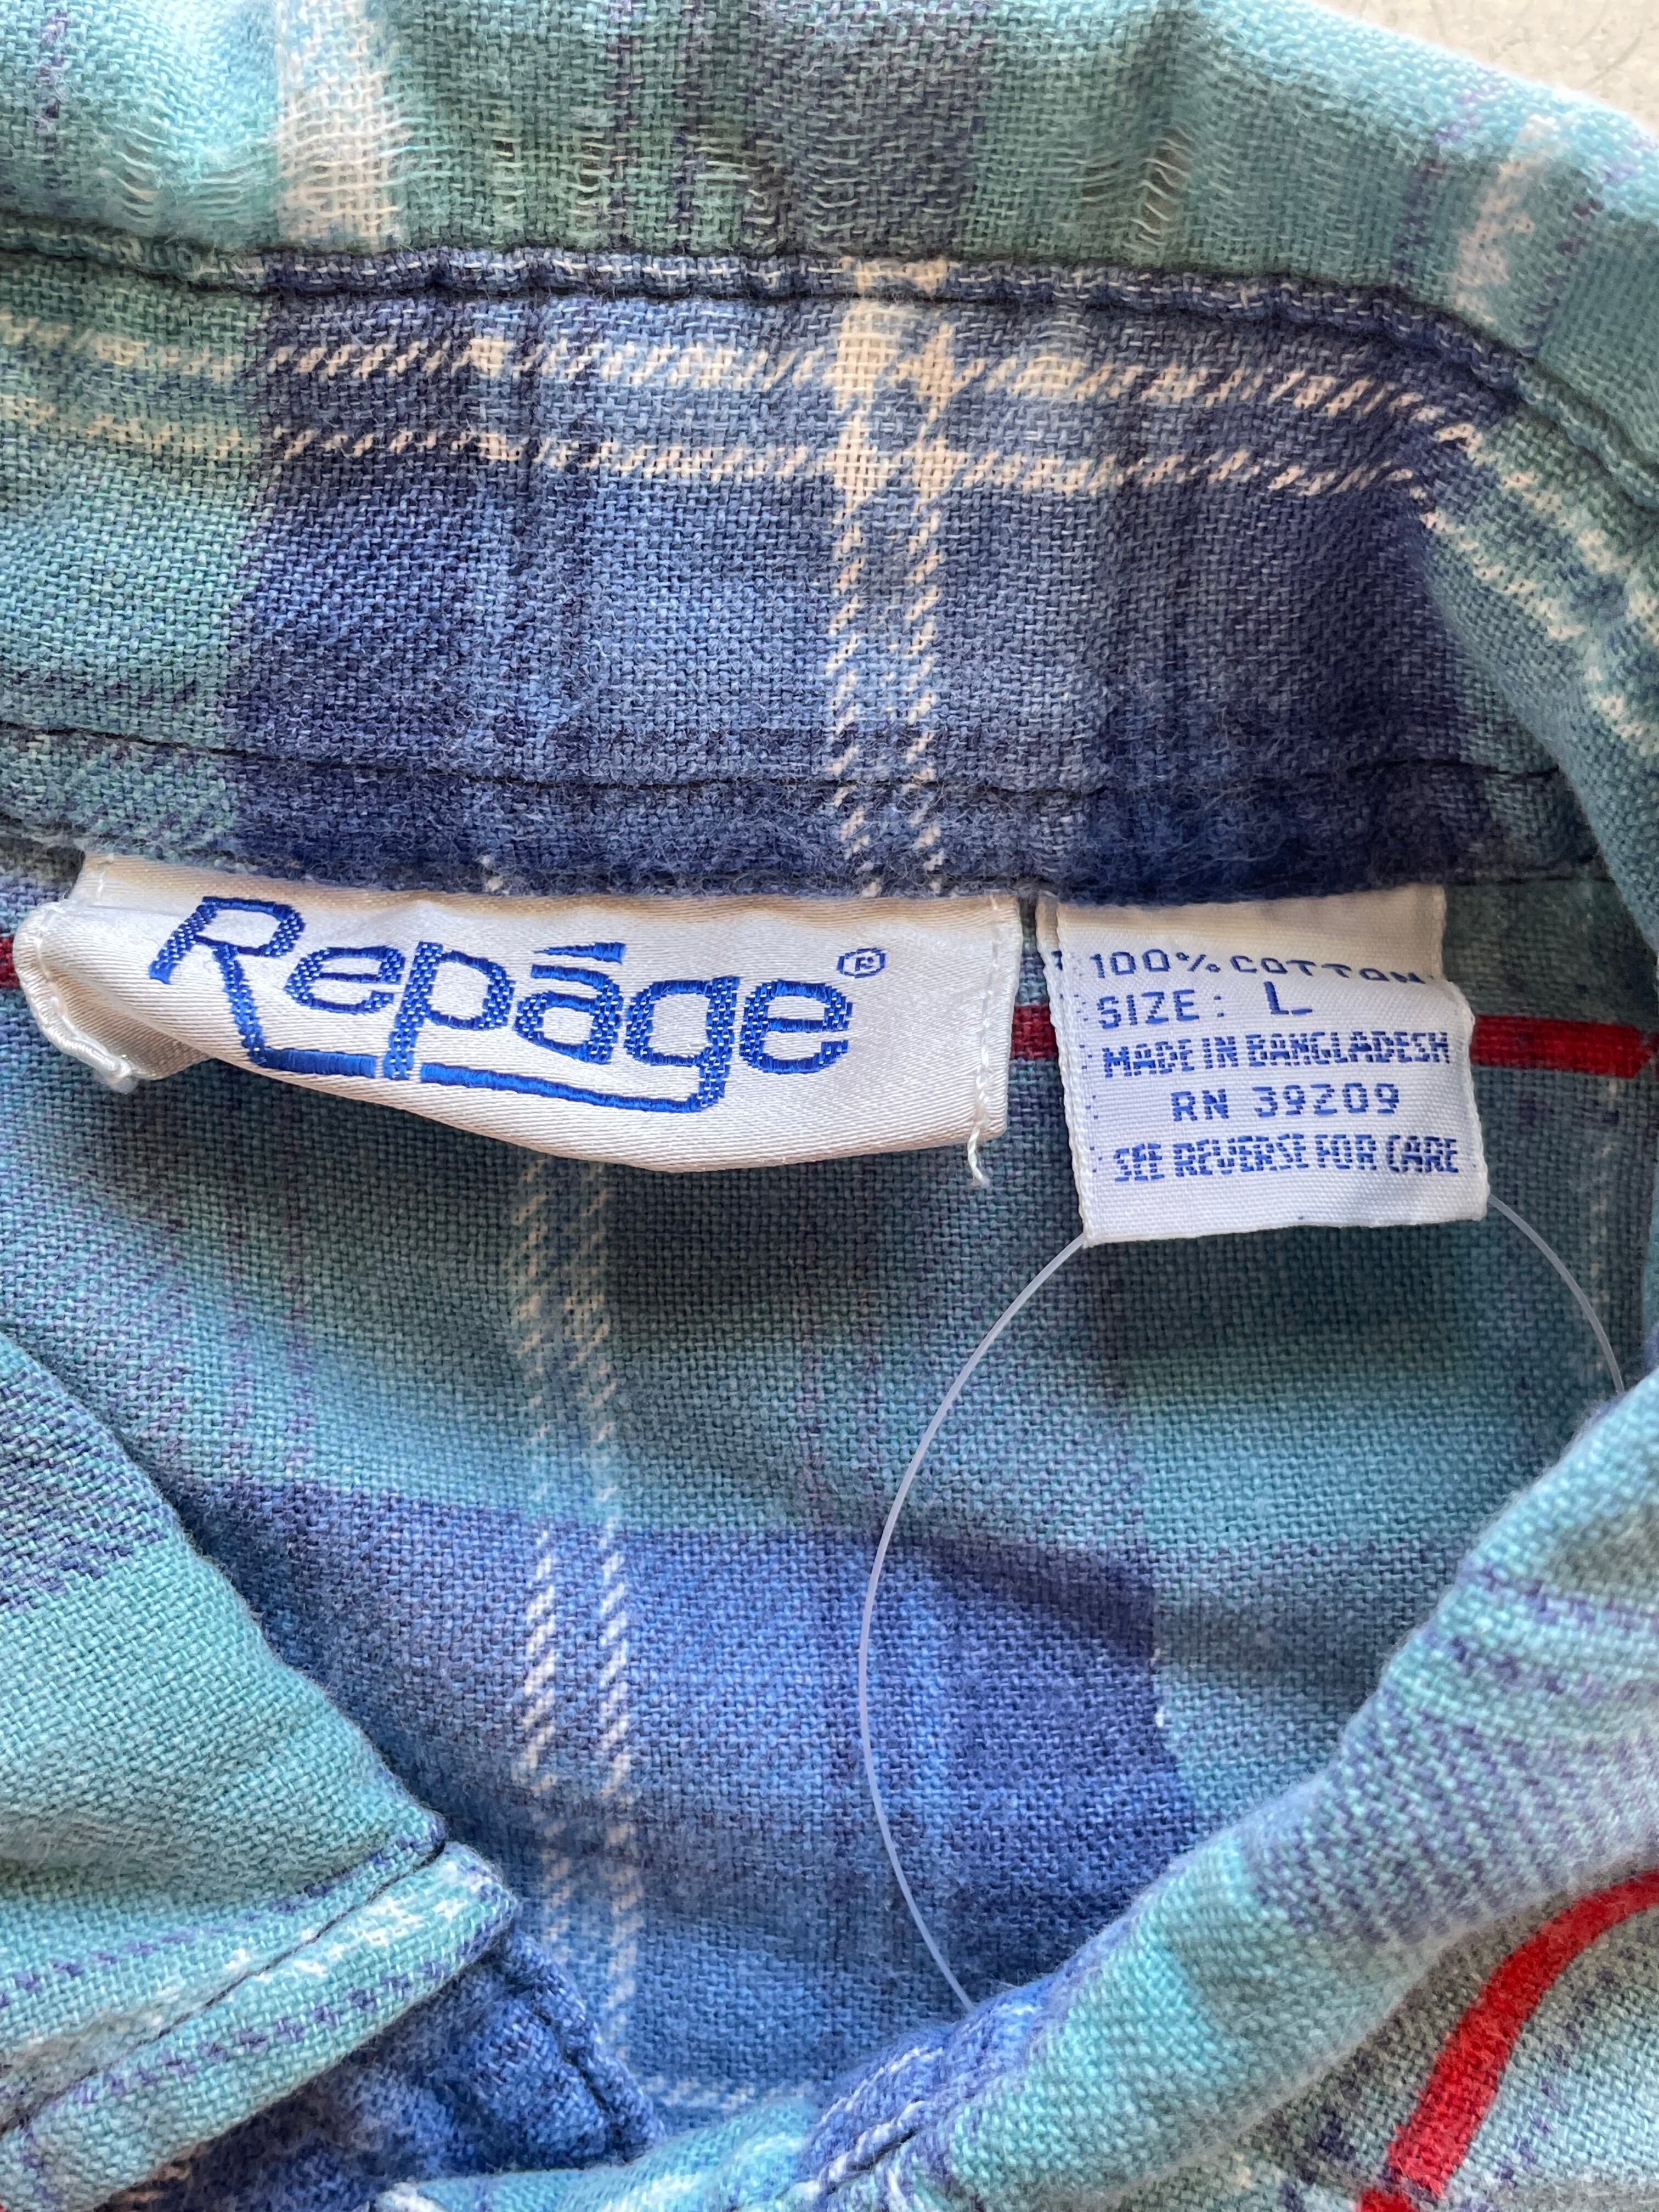 Repāge®
100% COTTON
SIZE: L
MADE IN BANGLADESH
RN 39209
SEE REVERSE FOR CARE